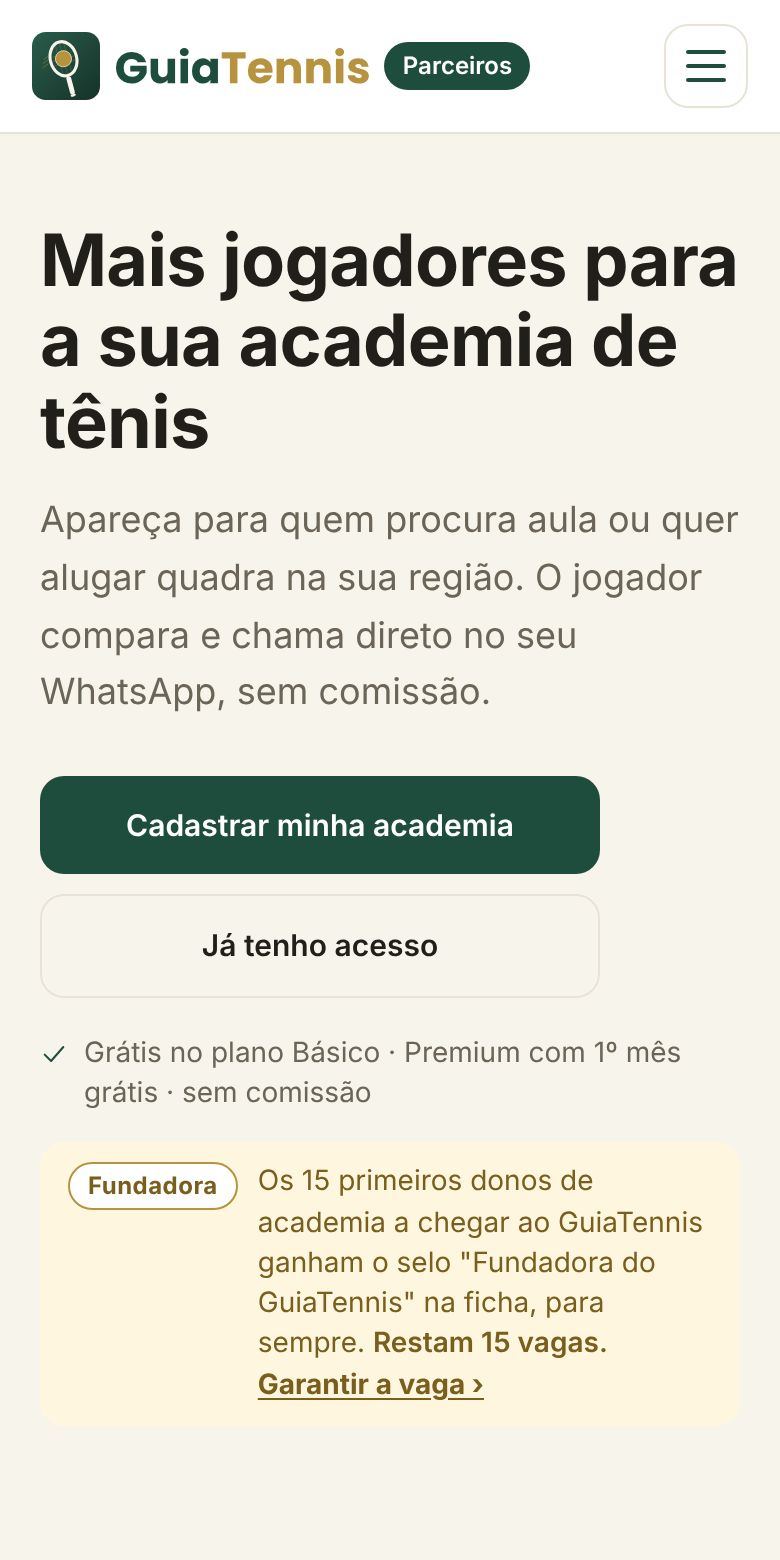 GuiaTennis Parceiros
Mais jogadores para
a sua academia de
tênis
Apareça para quem procura aula ou quer
alugar quadra na sua região. O jogador
compara e chama direto no seu
WhatsApp, sem comissão.
Cadastrar minha academia
Já tenho acesso
Grátis no plano Básico · Premium com 1º mês
grátis · sem comissão
Fundadora
Os 15 primeiros donos de
academia a chegar ao GuiaTennis
ganham o selo "Fundadora do
GuiaTennis" na ficha, para
sempre. Restam 15 vagas.
Garantir a vaga ›